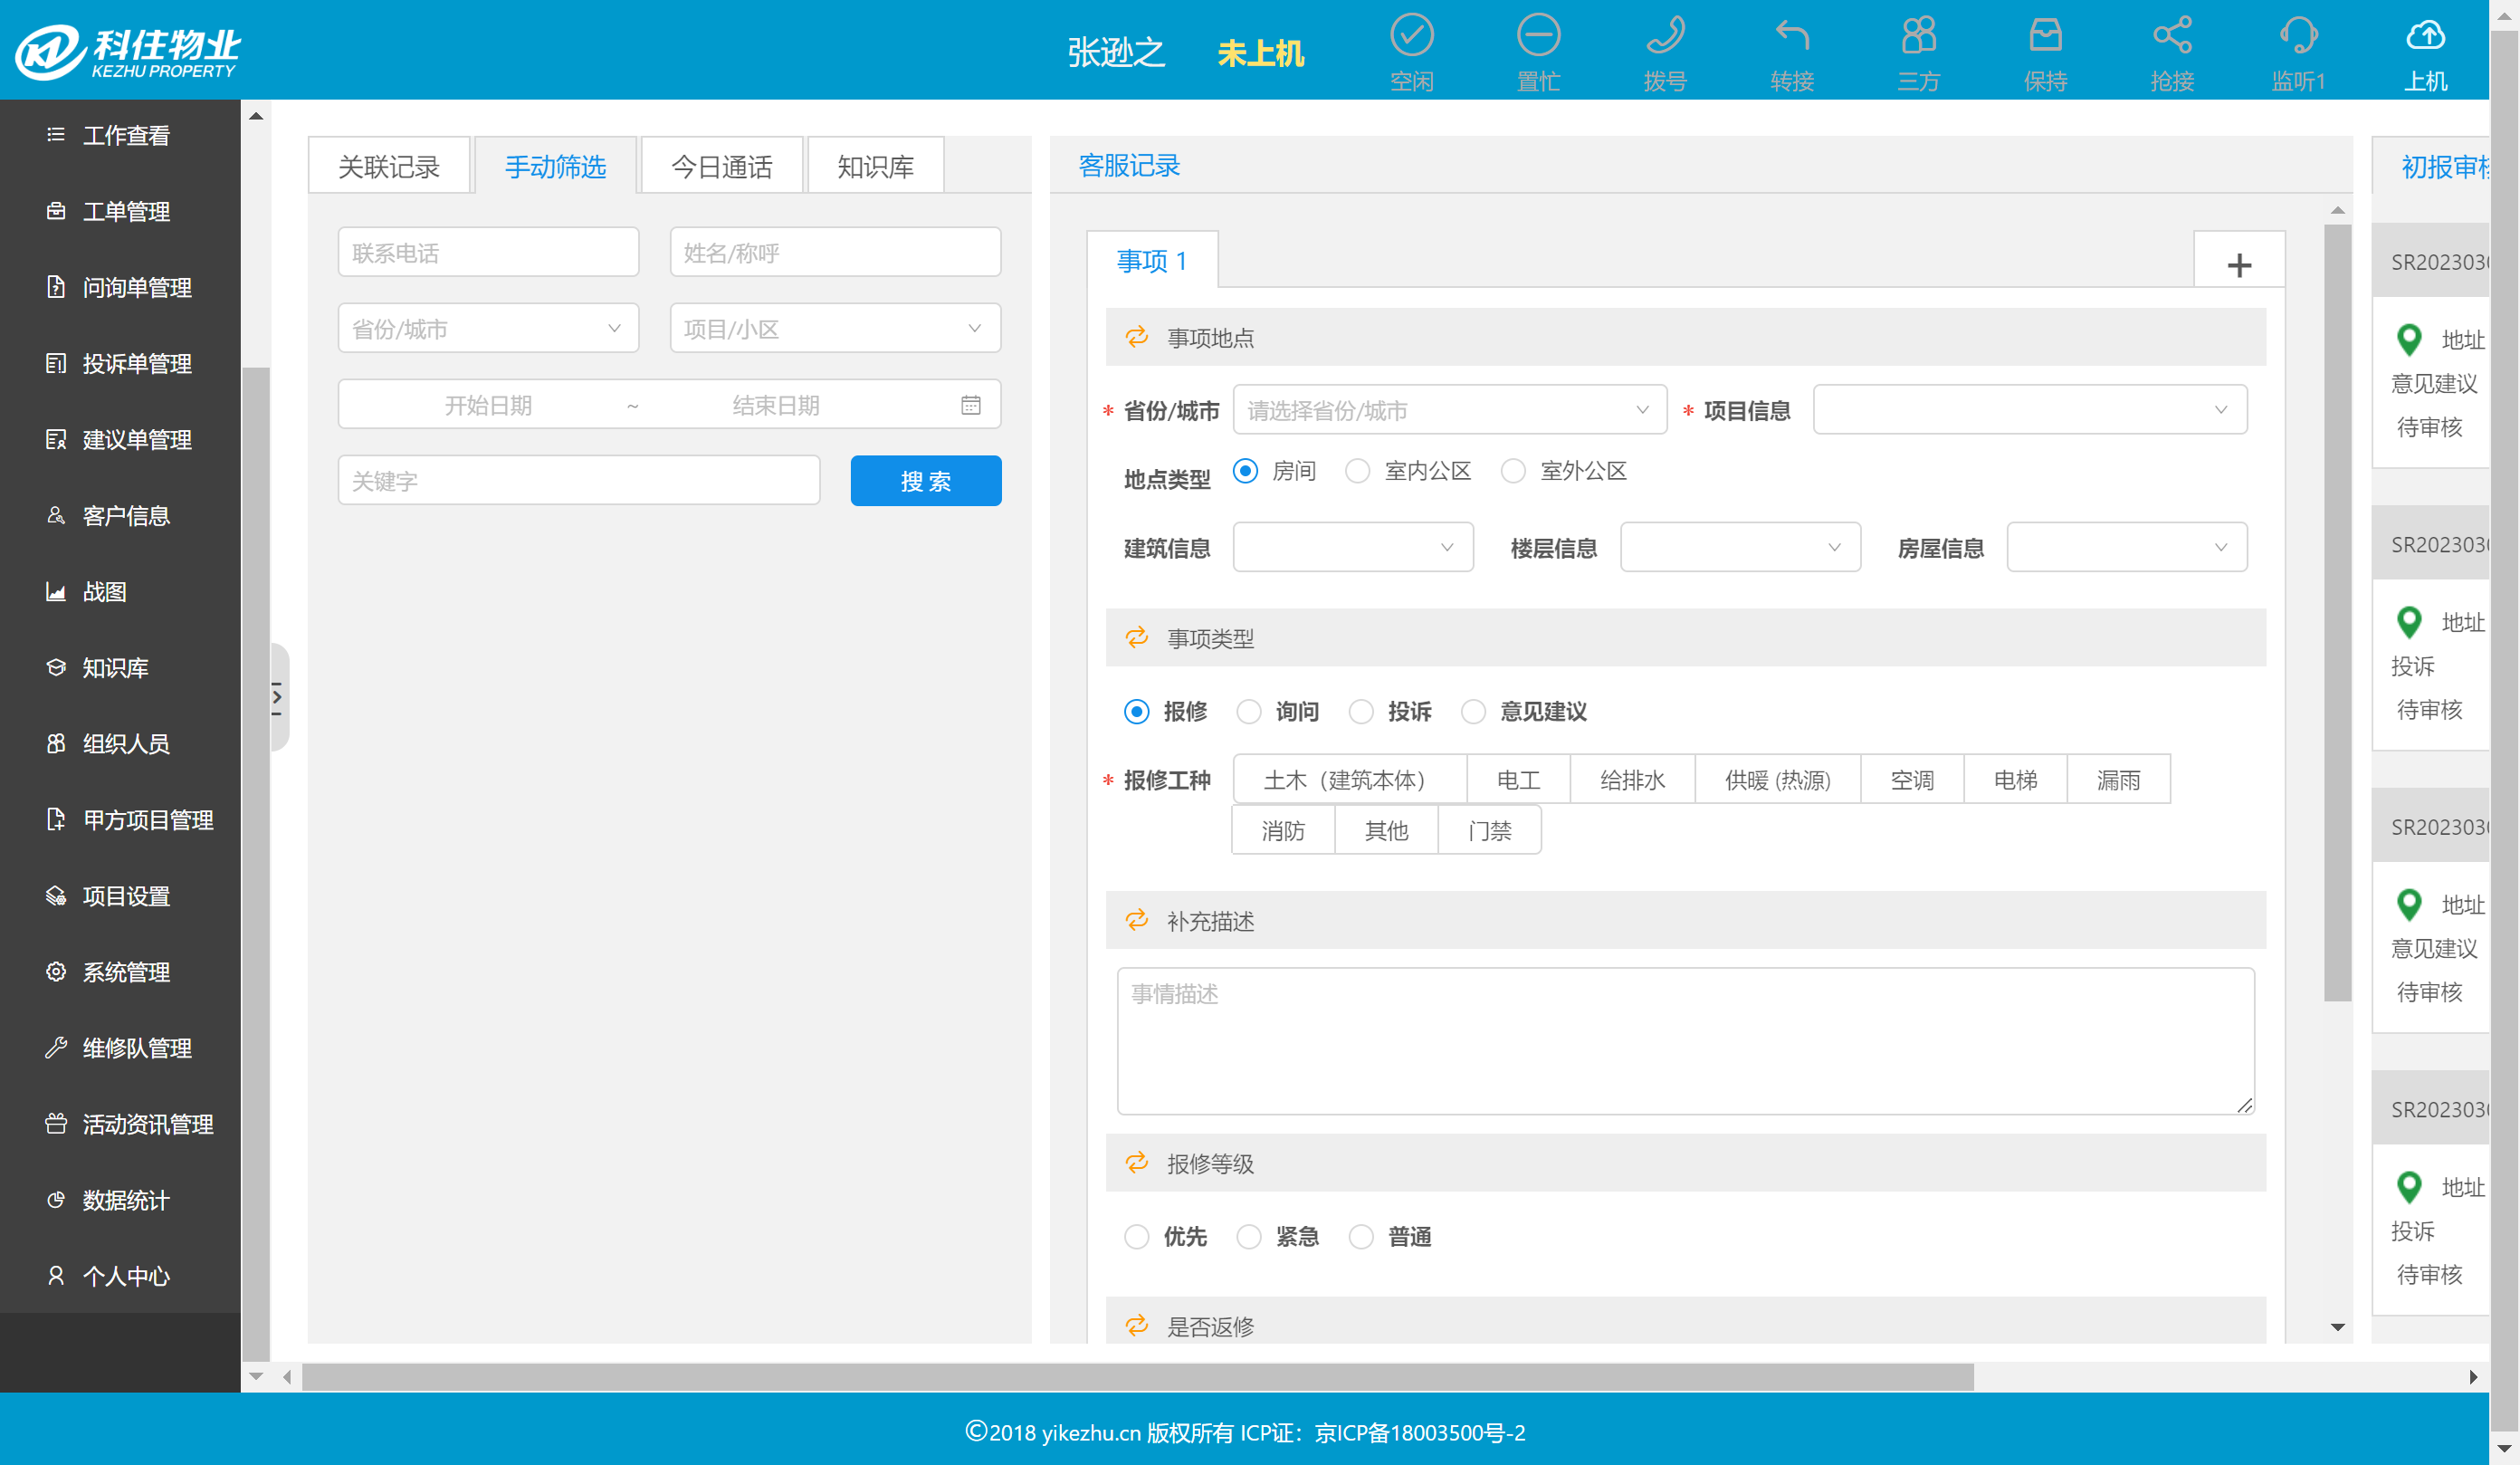 科住物业
KEZHU PROPERTY
张逊之
未上机
空闲
置忙
拨号
转接
三方
保持
抢接
监听1
上机
工作查看
工单管理
问询单管理
投诉单管理
建议单管理
客户信息
战图
知识库
组织人员
甲方项目管理
项目设置
系统管理
维修队管理
活动资讯管理
数据统计
个人中心
关联记录
手动筛选
今日通话
知识库
联系电话
姓名/称呼
省份/城市
项目/小区
开始日期 ~ 结束日期
关键字
搜 索
客服记录
事项 1
事项地点
* 省份/城市 请选择省份/城市
* 项目信息
地点类型 房间 室内公区 室外公区
建筑信息 楼层信息 房屋信息
事项类型
报修 询问 投诉 意见建议
* 报修工种 土木（建筑本体） 电工 给排水 供暖 (热源) 空调 电梯 漏雨
消防 其他 门禁
补充描述
事情描述
报修等级
优先 紧急 普通
是否返修
初报审
SR202303
地址
意见建议
待审核
SR202303
地址
投诉
待审核
SR202303
地址
意见建议
待审核
SR202303
地址
投诉
待审核
©2018 yikezhu.cn 版权所有 ICP证：京ICP备18003500号-2